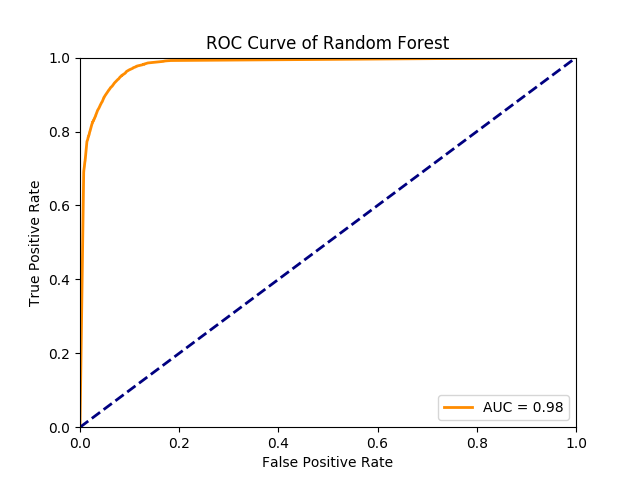 ROC Curve of Random Forest
1.0
0.8
0.6
0.4
0.2
0.0
True Positive Rate
AUC = 0.98
0.0 0.2 0.4 0.6 0.8 1.0
False Positive Rate